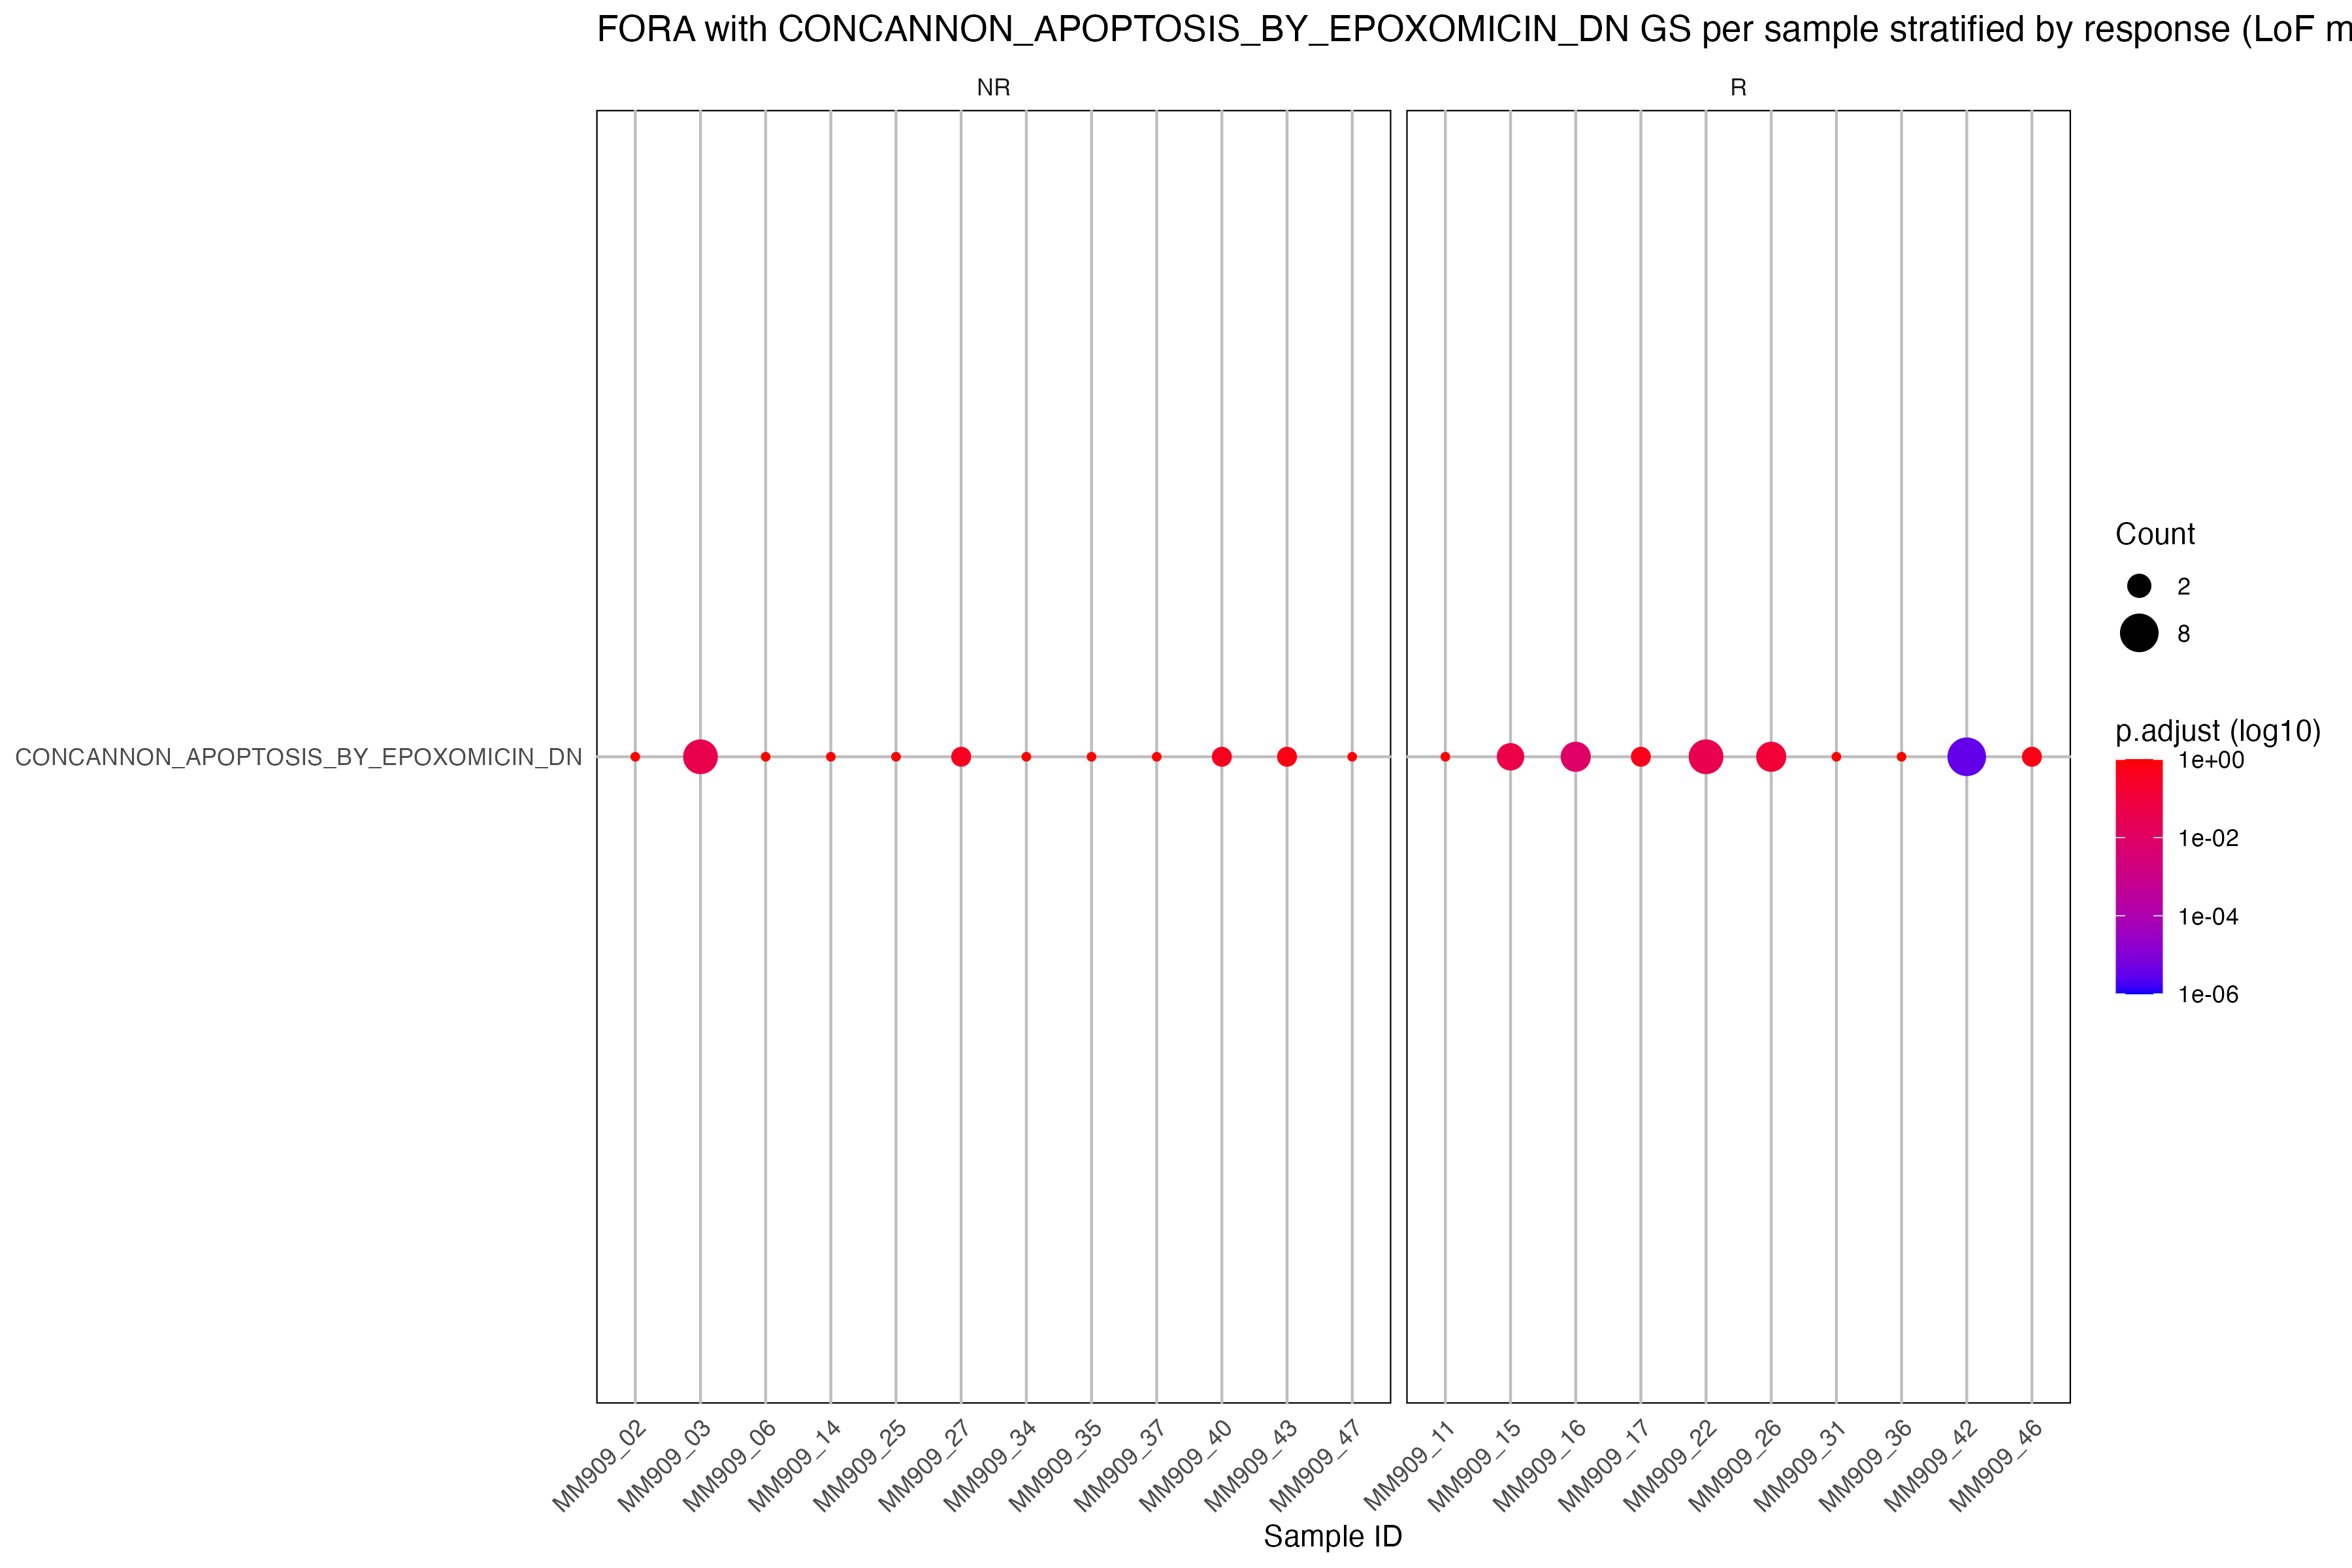 FORA with CONCANNON_APOPTOSIS_BY_EPOXOMICIN_DN GS per sample stratified by response (LoF m
NR
R
CONCANNON_APOPTOSIS_BY_EPOXOMICIN_DN
Count
2
8
p.adjust (log10)
1e+00
1e-02
1e-04
1e-06
MM909_02
MM909_03
MM909_06
MM909_14
MM909_25
MM909_27
MM909_34
MM909_35
MM909_37
MM909_40
MM909_43
MM909_47
MM909_11
MM909_15
MM909_16
MM909_17
MM909_22
MM909_26
MM909_31
MM909_36
MM909_42
MM909_46
Sample ID